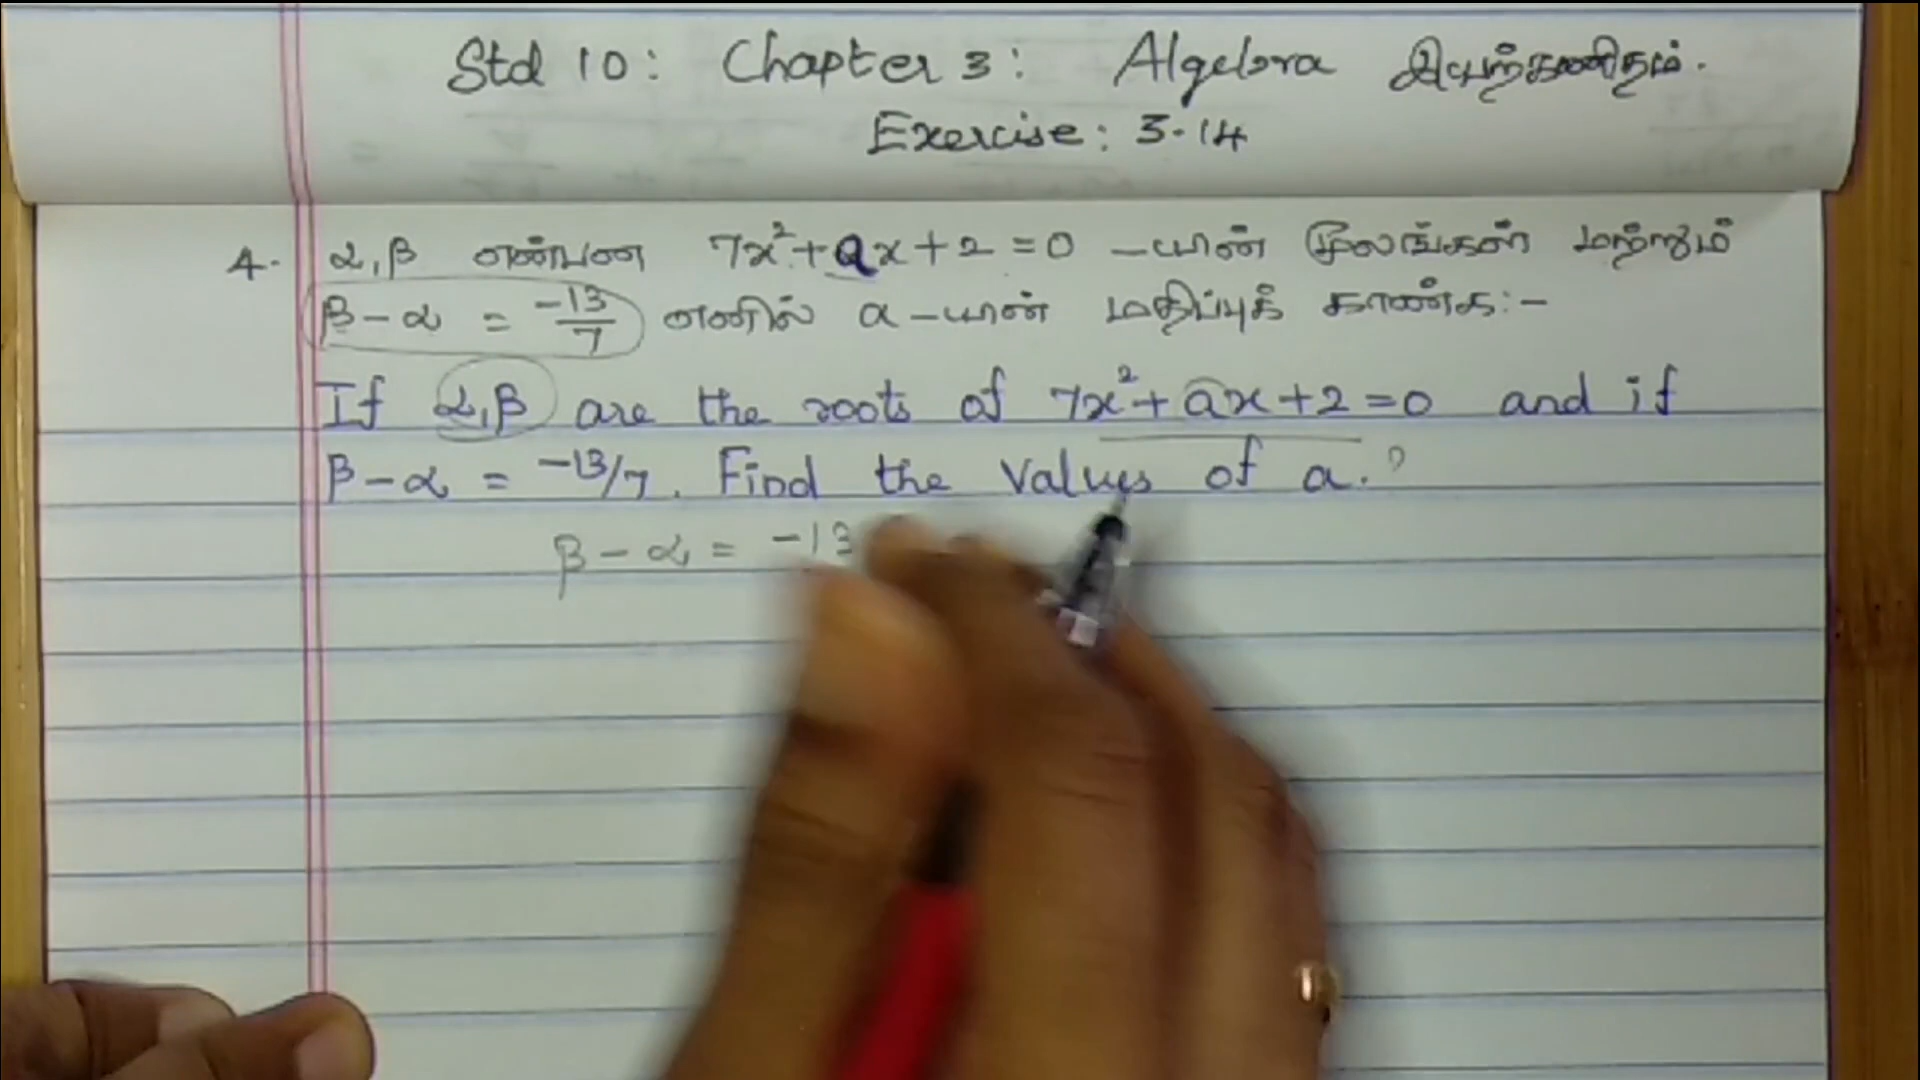 Std 10: Chapter 3: Algebra இயற்கணிதம்.
Exercise: 3.14
4. α,β என்பன 7x²+ax+2=0 –யின் மூலங்கள் மற்றும்
β–α = -13/7 எனில் a–யின் மதிப்புக் காண்க:–
If α,β are the roots of 7x²+ax+2=0 and if
β–α = -13/7. Find the values of a.?
β–α = -13